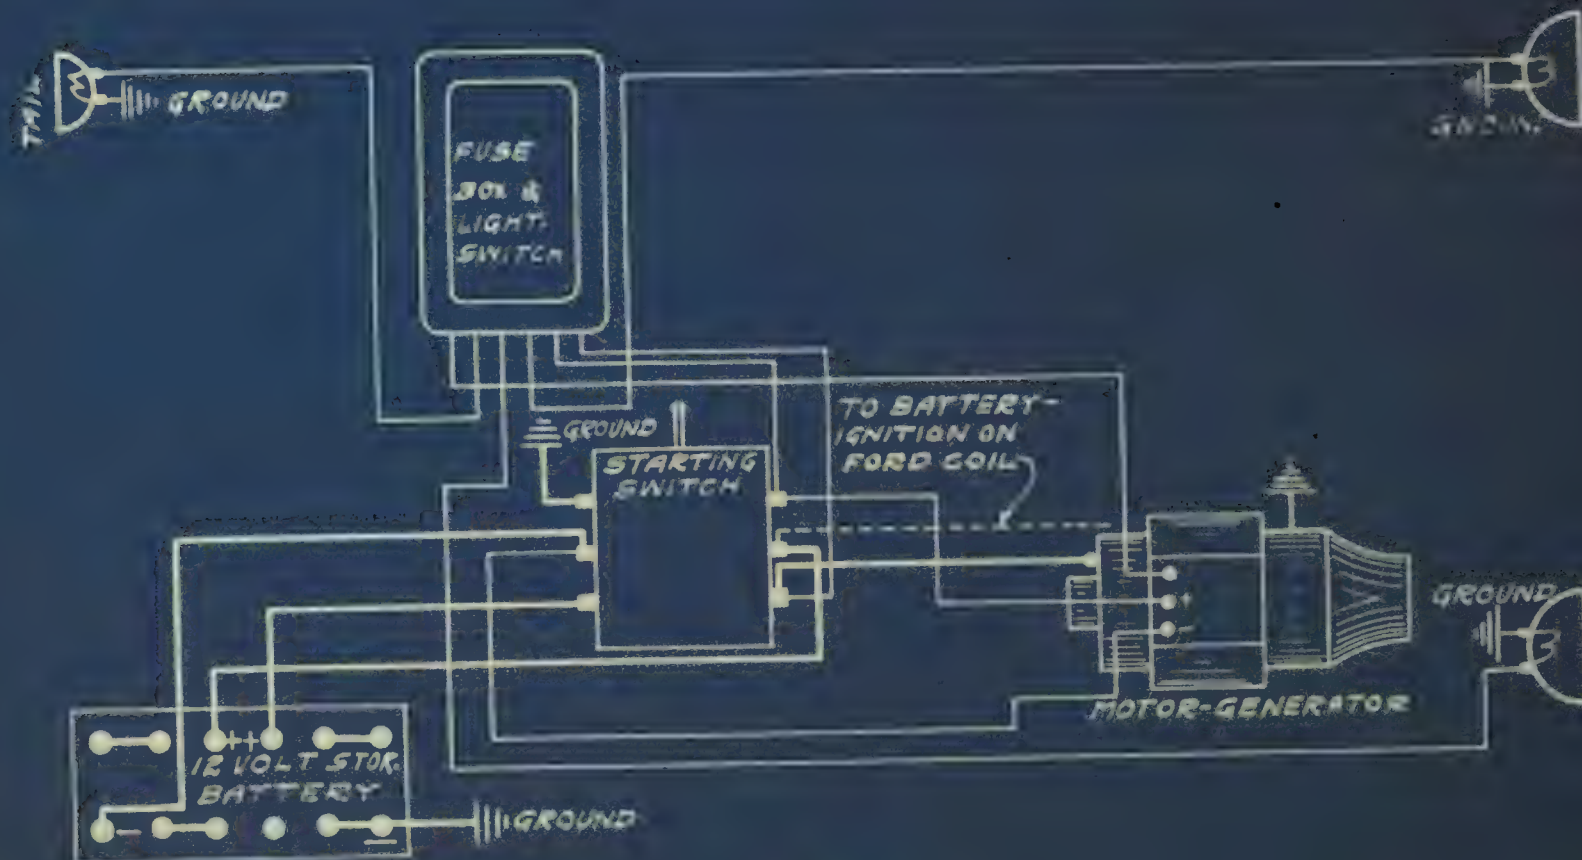 TAIL
GROUND
FUSE
BOX &
LIGHT-
SWITCH
GROUND
STARTING
SWITCH
TO BATTERY-
IGNITION ON
FORD COIL
+
-
GROUND
MOTOR-GENERATOR
++
12 VOLT STOR.
BATTERY
-
GROUND
-